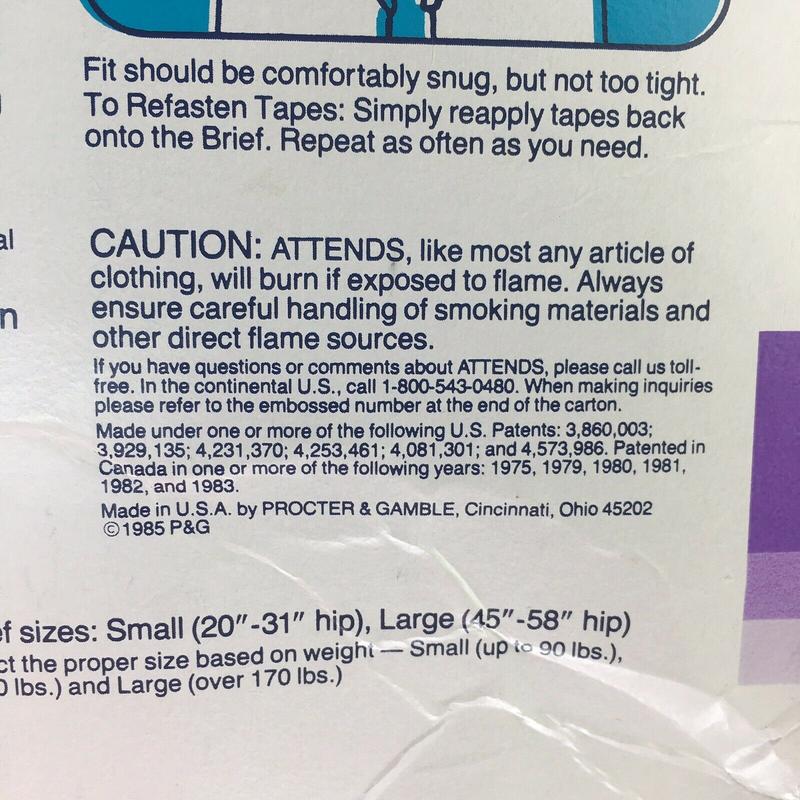 Fit should be comfortably snug, but not too tight.
To Refasten Tapes: Simply reapply tapes back
onto the Brief. Repeat as often as you need.
al
n
CAUTION: ATTENDS, like most any article of
clothing, will burn if exposed to flame. Always
ensure careful handling of smoking materials and
other direct flame sources.
If you have questions or comments about ATTENDS, please call us toll-
free. In the continental U.S., call 1-800-543-0480. When making inquiries
please refer to the embossed number at the end of the carton.
Made under one or more of the following U.S. Patents: 3,860,003;
3,929,135; 4,231,370; 4,253,461; 4,081,301; and 4,573,986. Patented in
Canada in one or more of the following years: 1975, 1979, 1980, 1981,
1982, and 1983.
Made in U.S.A. by PROCTER & GAMBLE, Cincinnati, Ohio 45202
©1985 P&G
ef sizes: Small (20"-31" hip), Large (45"-58" hip)
ct the proper size based on weight — Small (up to 90 lbs.),
0 lbs.) and Large (over 170 lbs.)